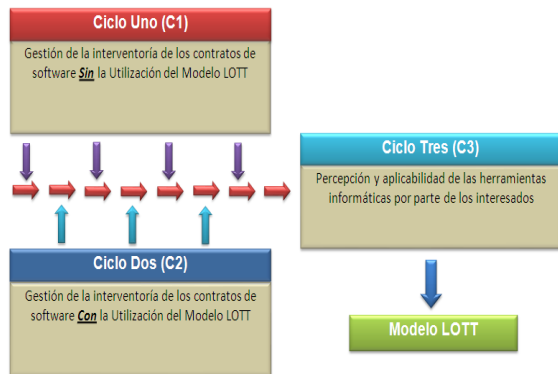 Ciclo Uno (C1)
Gestión de la interventoría de los contratos de
software Sin la Utilización del Modelo LOTT
Ciclo Tres (C3)
Percepción y aplicabilidad de las herramientas
informáticas por parte de los interesados
Ciclo Dos (C2)
Gestión de la interventoría de los contratos de
software Con la Utilización del Modelo LOTT
Modelo LOTT